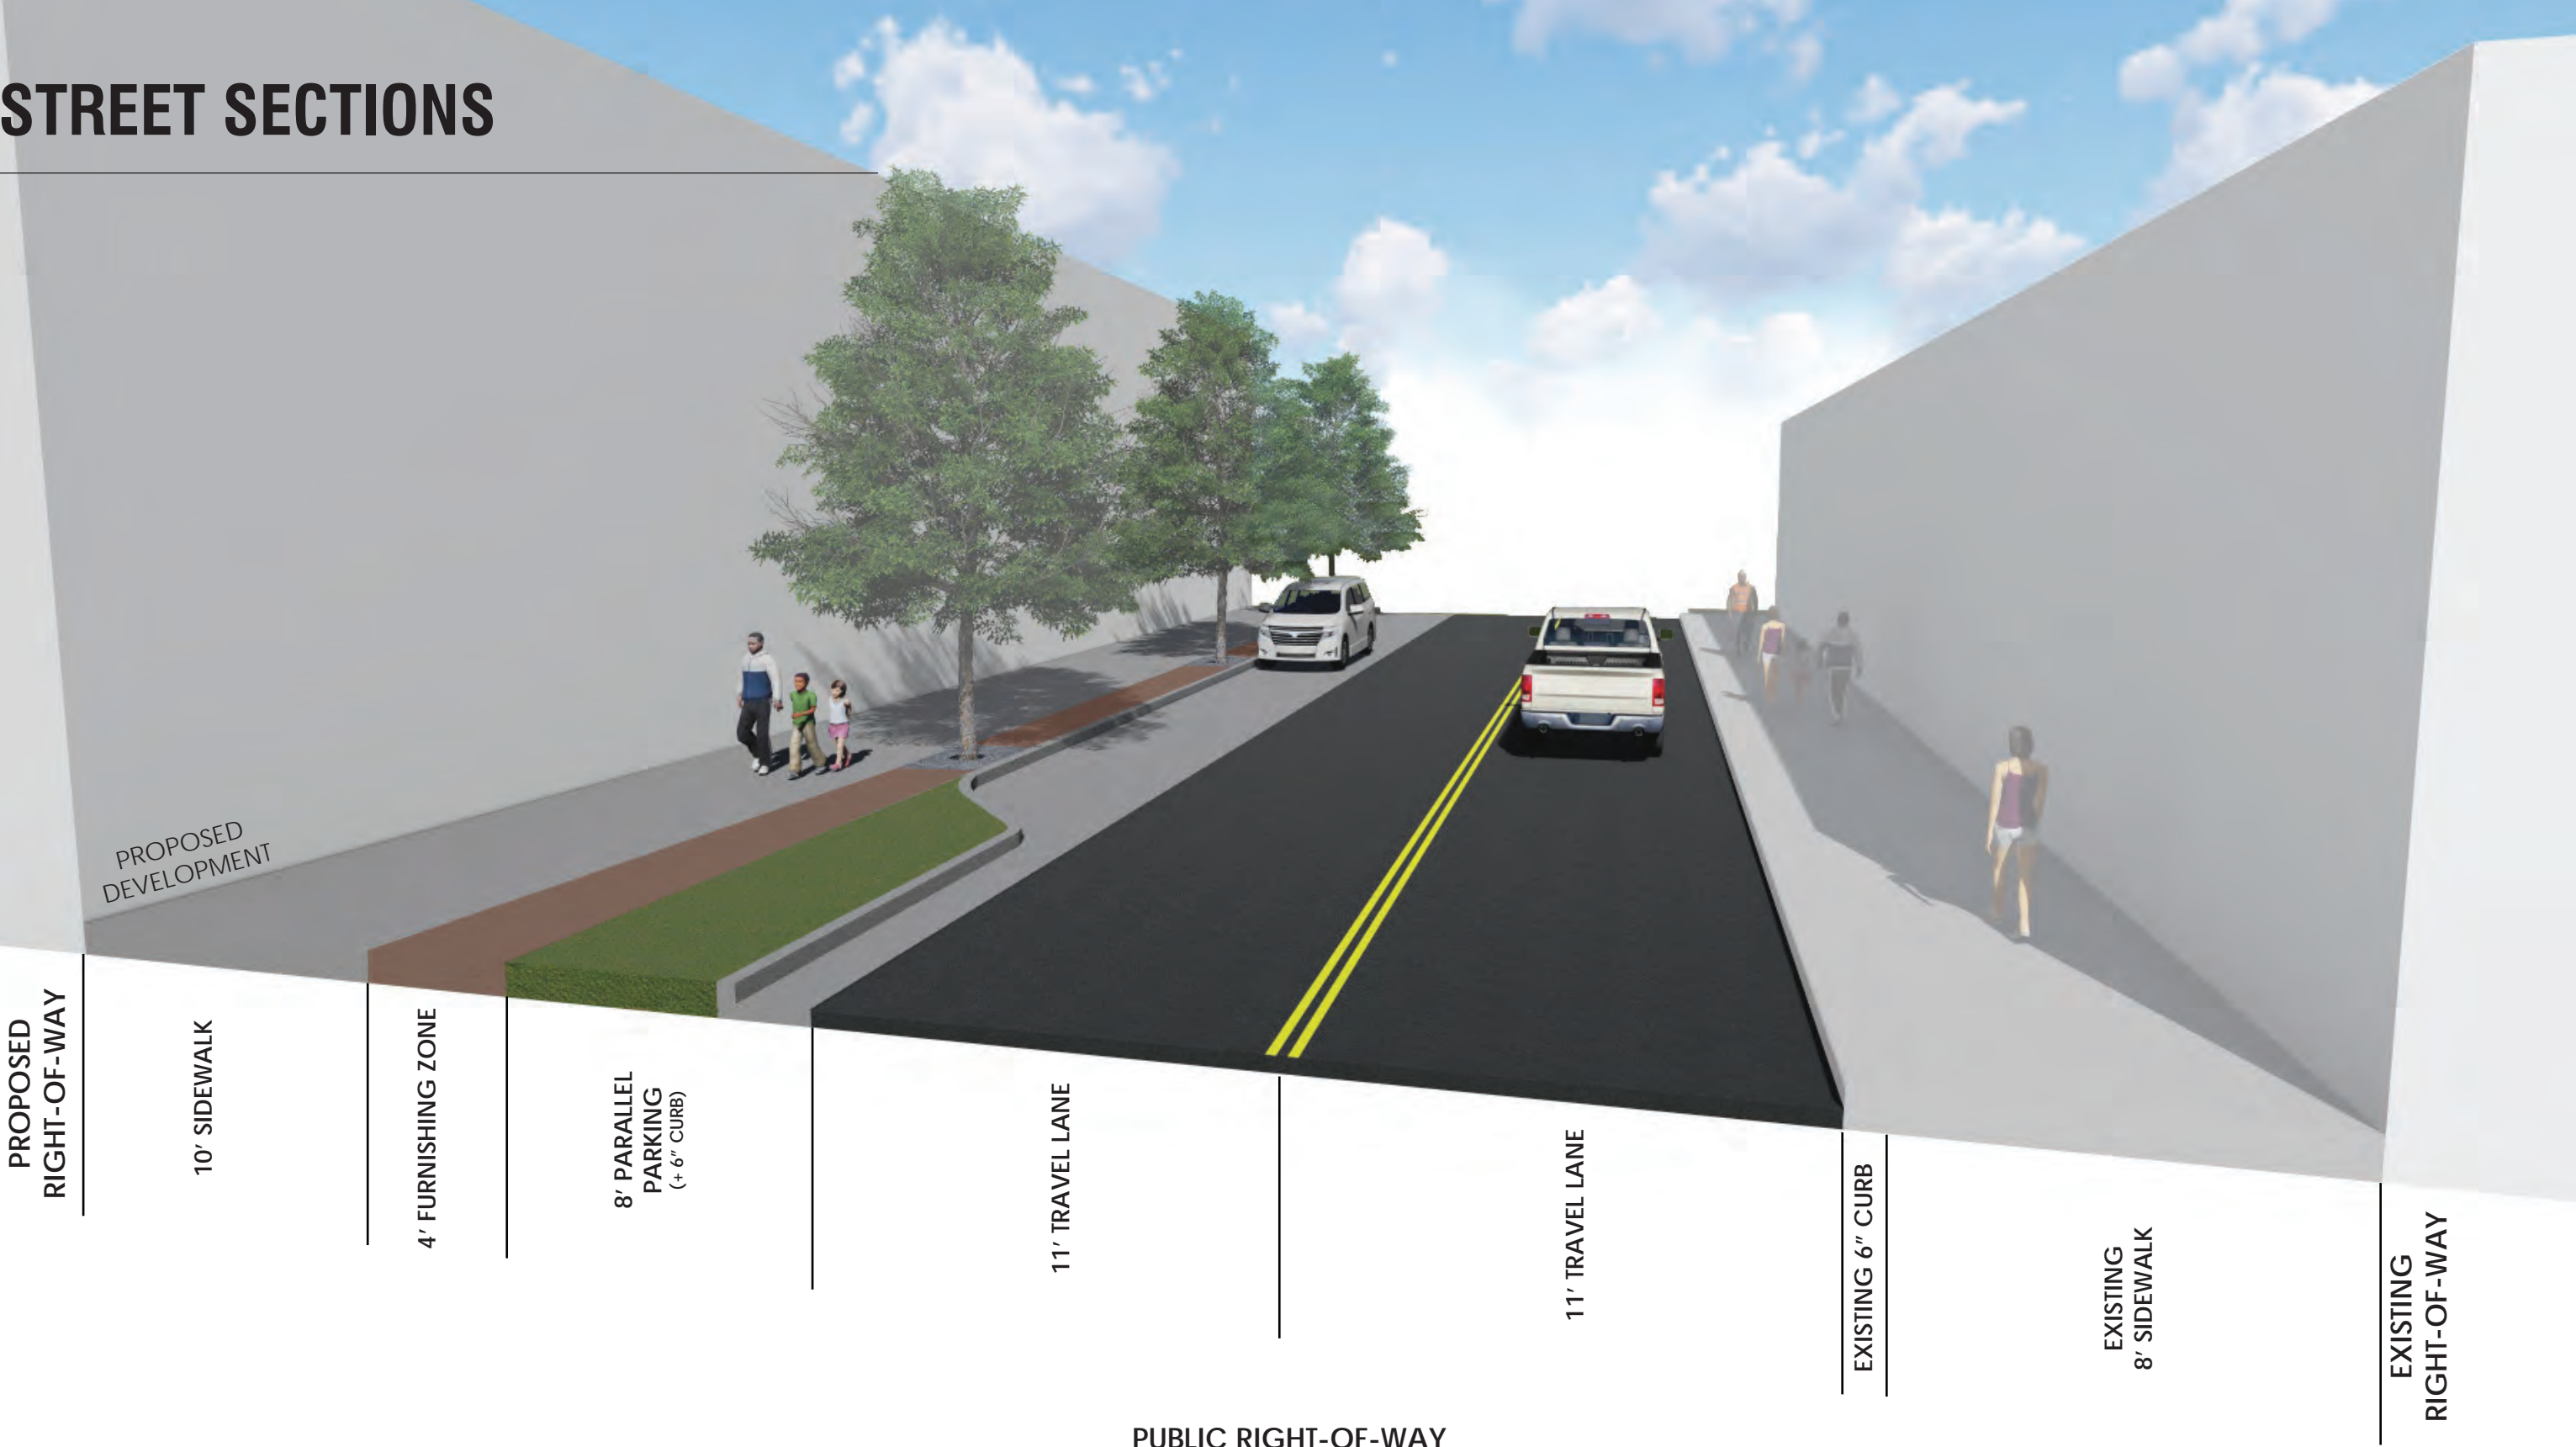 STREET SECTIONS
PROPOSED
DEVELOPMENT
PROPOSED
RIGHT-OF-WAY
10' SIDEWALK
4' FURNISHING ZONE
8' PARALLEL
PARKING
(+ 6" CURB)
11' TRAVEL LANE
11' TRAVEL LANE
EXISTING 6" CURB
EXISTING
8' SIDEWALK
EXISTING
RIGHT-OF-WAY
PUBLIC RIGHT-OF-WAY